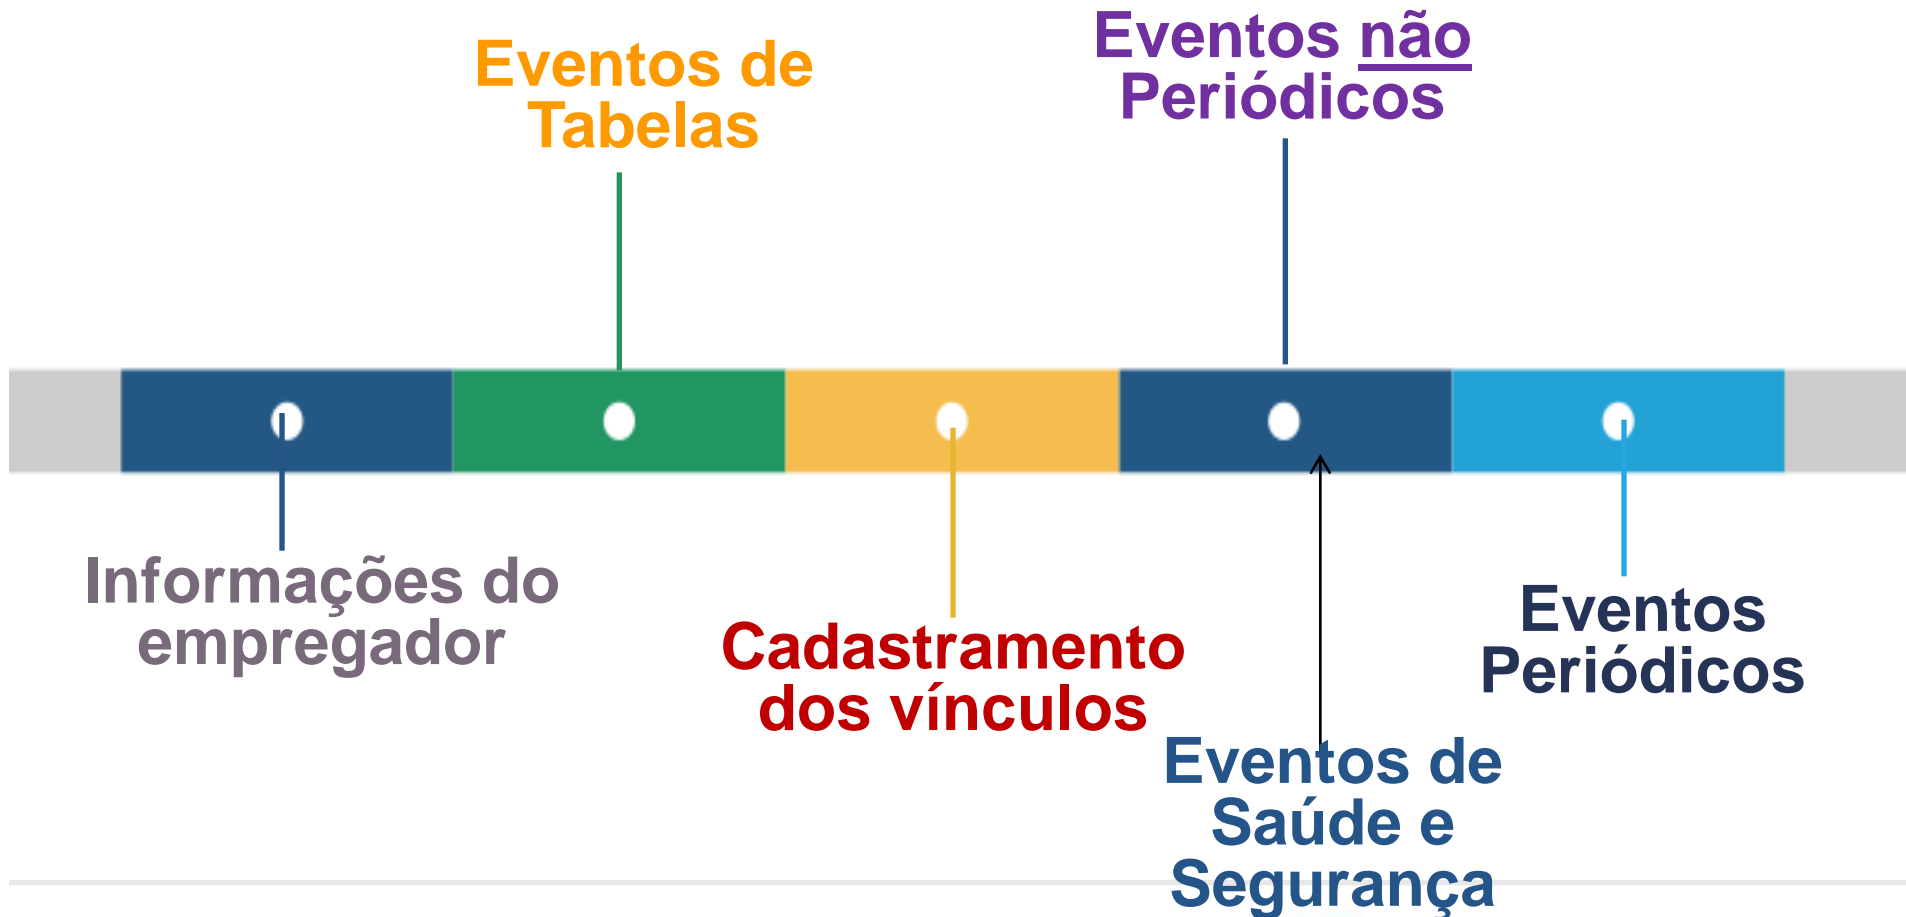 Eventos de
Tabelas
Eventos não
Periódicos
Informações do
empregador
Cadastramento
dos vínculos
Eventos de
Saúde e
Segurança
Eventos
Periódicos